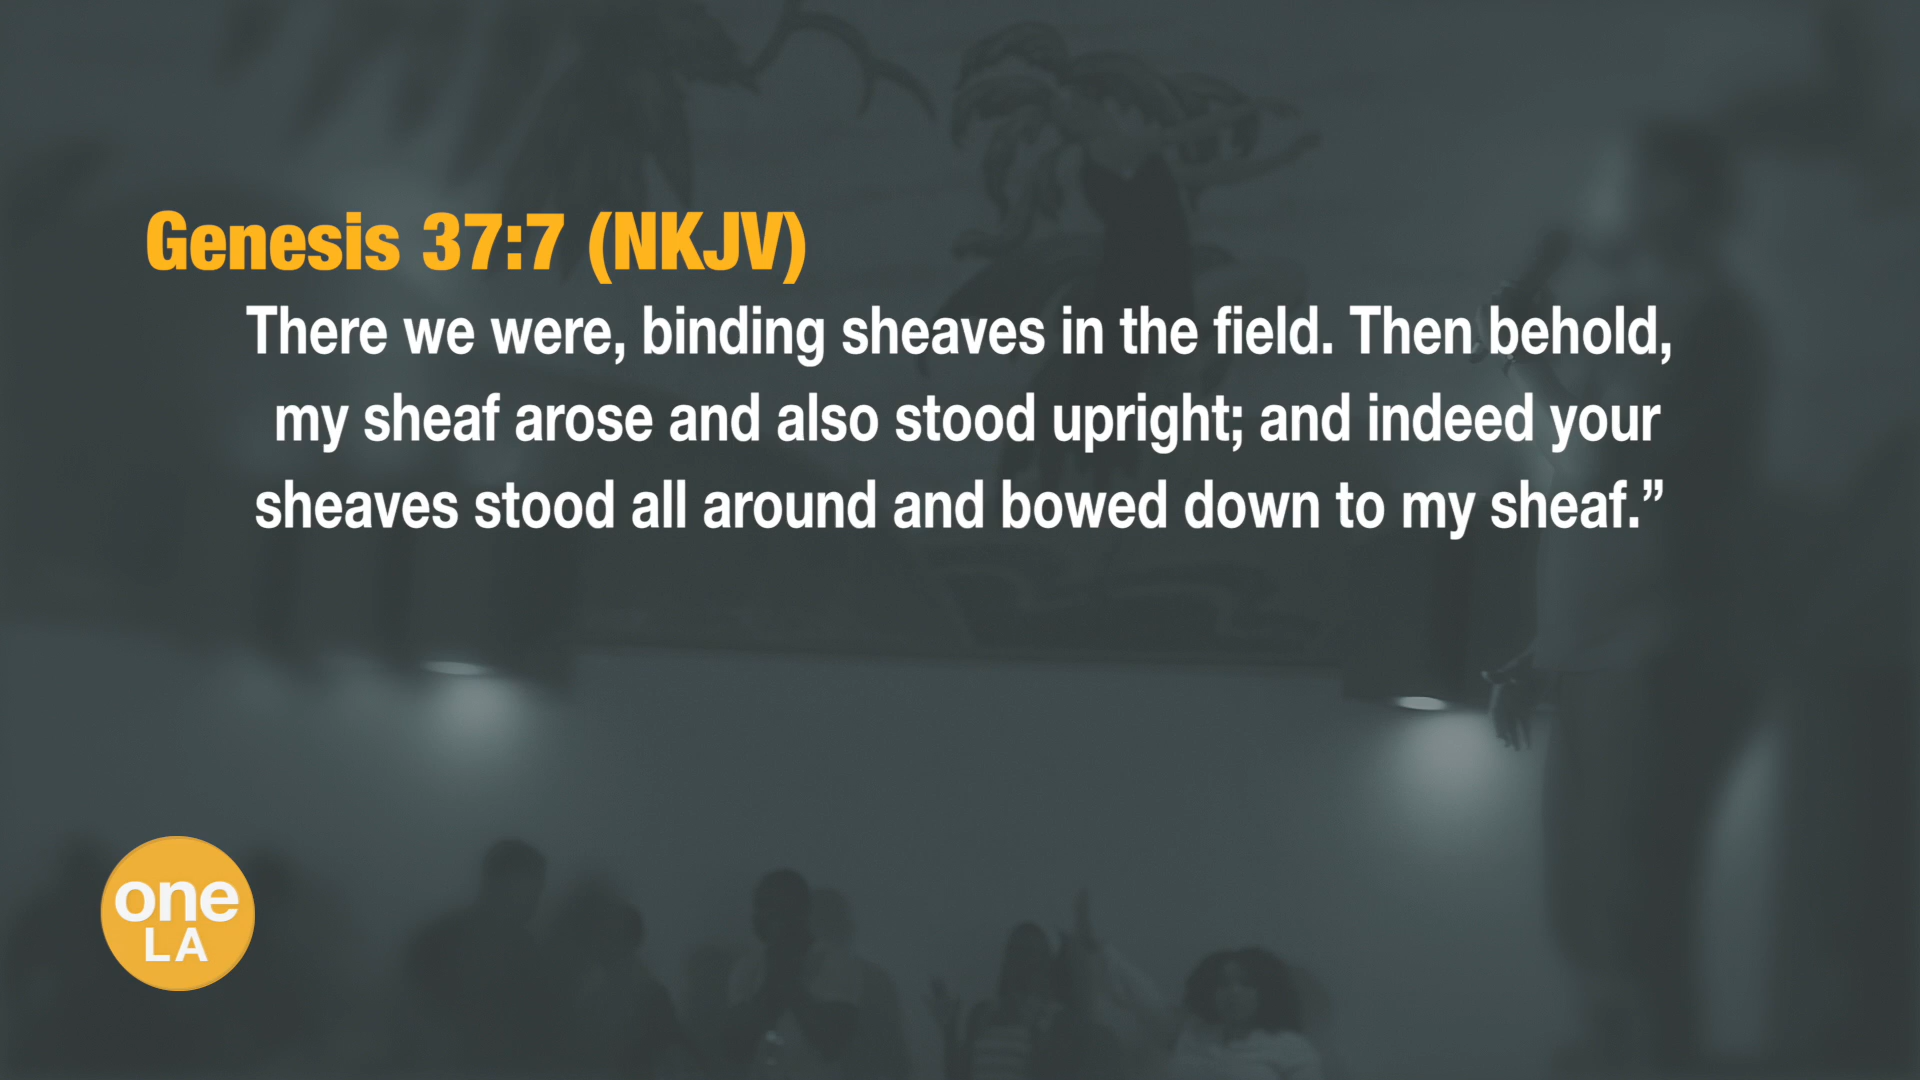 Genesis 37:7 (NKJV)
There we were, binding sheaves in the field. Then behold,
my sheaf arose and also stood upright; and indeed your
sheaves stood all around and bowed down to my sheaf.”
one
LA